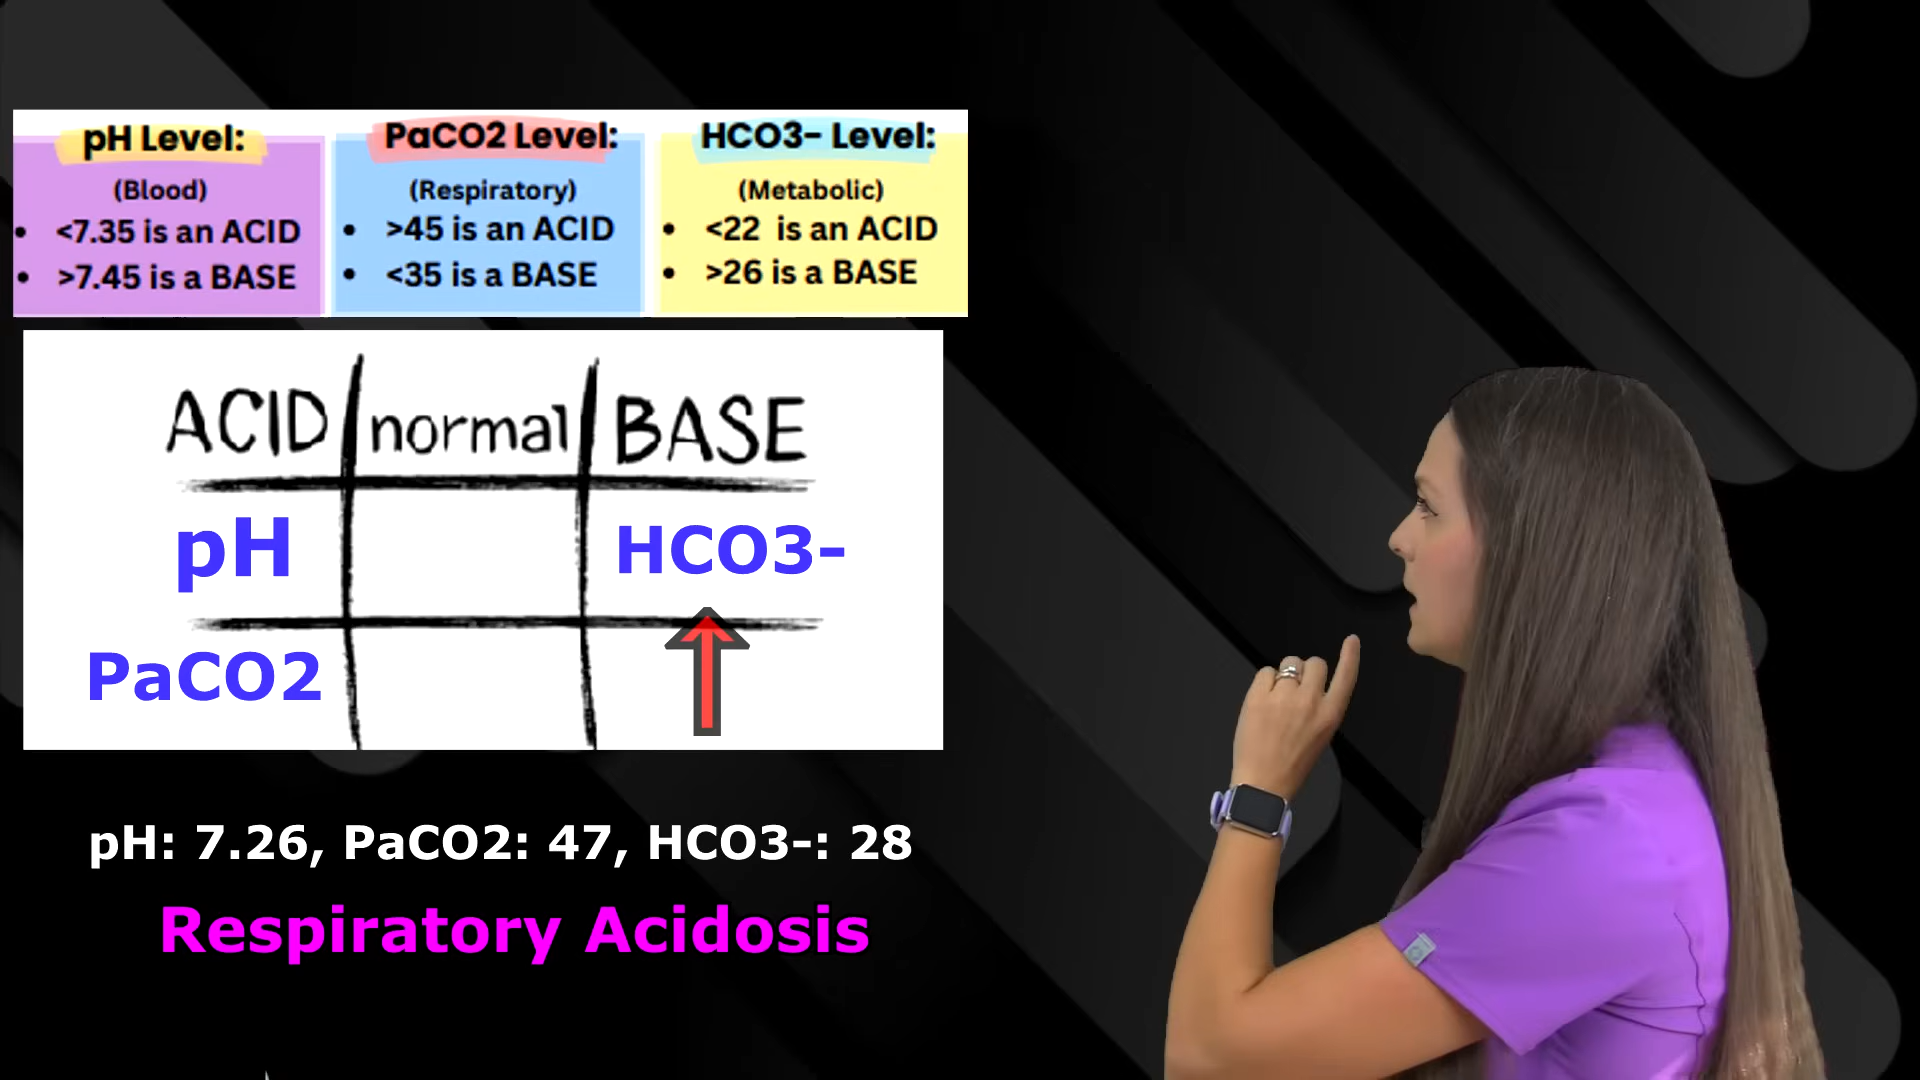 pH Level:
(Blood)
• <7.35 is an ACID
• >7.45 is a BASE
PaCO2 Level:
(Respiratory)
• >45 is an ACID
• <35 is a BASE
HCO3- Level:
(Metabolic)
• <22 is an ACID
• >26 is a BASE
ACID normal BASE
pH HCO3-
PaCO2
pH: 7.26, PaCO2: 47, HCO3-: 28
Respiratory Acidosis